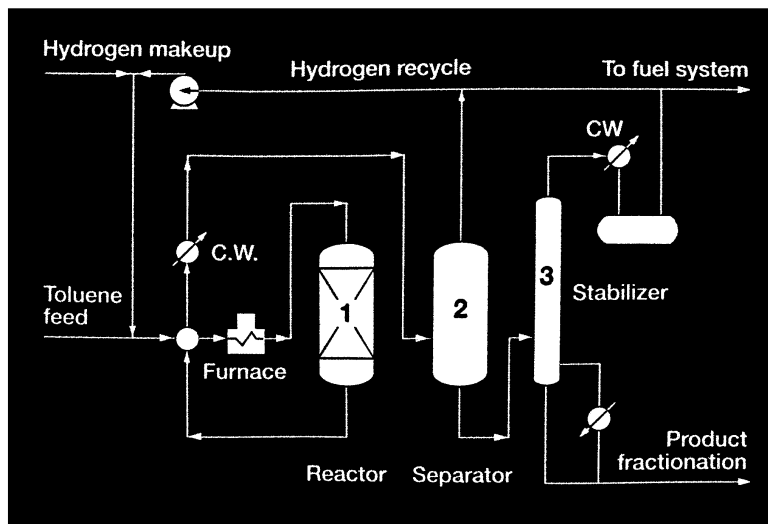 Hydrogen makeup
Hydrogen recycle
To fuel system
CW
C.W.
Toluene
feed
Furnace
1
2
3
Stabilizer
Reactor
Separator
Product
fractionation